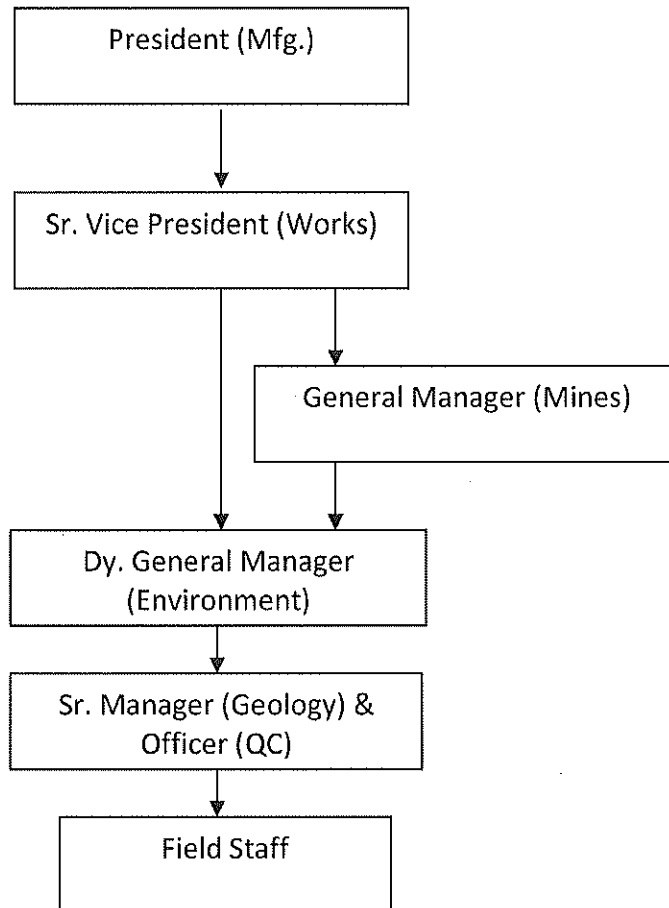 President (Mfg.)
Sr. Vice President (Works)
General Manager (Mines)
Dy. General Manager
(Environment)
Sr. Manager (Geology) &
Officer (QC)
Field Staff